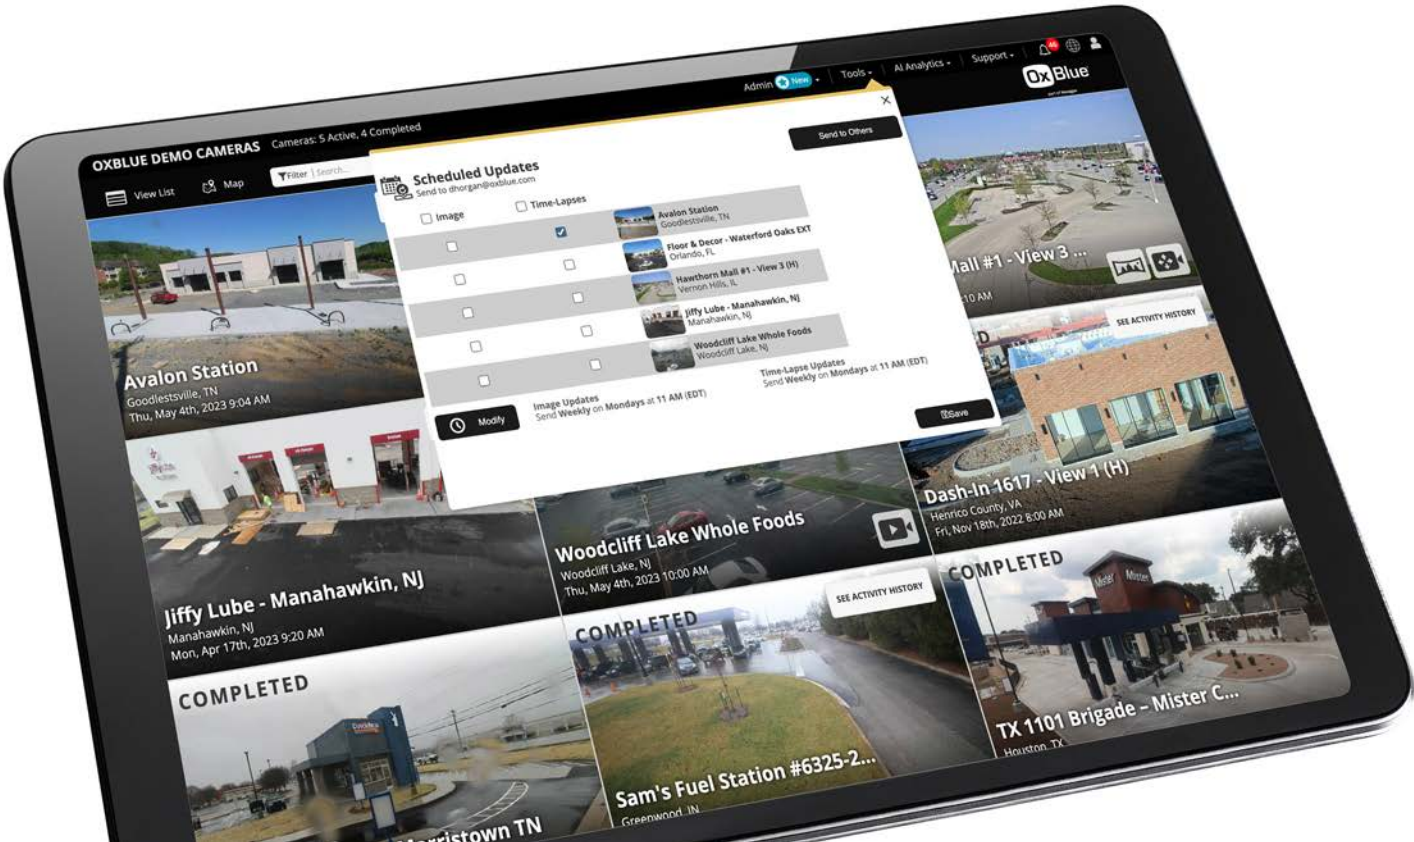 Admin New
Tools
AI Analytics
Support
46
OxBlue
OXBLUE DEMO CAMERAS
Cameras: 5 Active, 4 Completed
View List
Map
Filter
Search...
Send to Others
Scheduled Updates
Send to dhorgan@oxblue.com
Image
Time-Lapses
Avalon Station
Goodlestsville, TN
Floor & Decor - Waterford Oaks EXT
Orlando, FL
Hawthorn Mall #1 - View 3 (H)
Vernon Hills, IL
Jiffy Lube - Manahawkin, NJ
Manahawkin, NJ
Woodcliff Lake Whole Foods
Woodcliff Lake, NJ
Modify
Image Updates
Send Weekly on Mondays at 11 AM (EDT)
Time-Lapse Updates
Send Weekly on Mondays at 11 AM (EDT)
Save
Avalon Station
Goodlestsville, TN
Thu, May 4th, 2023 9:04 AM
Mall #1 - View 3 ...
:10 AM
SEE ACTIVITY HISTORY
Jiffy Lube - Manahawkin, NJ
Manahawkin, NJ
Mon, Apr 17th, 2023 9:20 AM
Woodcliff Lake Whole Foods
Woodcliff Lake, NJ
Thu, May 4th, 2023 10:00 AM
Dash-In 1617 - View 1 (H)
Henrico County, VA
Fri, Nov 18th, 2022 8:00 AM
COMPLETED
Morristown TN
COMPLETED
SEE ACTIVITY HISTORY
Sam's Fuel Station #6325-2...
Greenwood, IN
COMPLETED
Mister
Mister
TX 1101 Brigade – Mister C...
Houston, TX